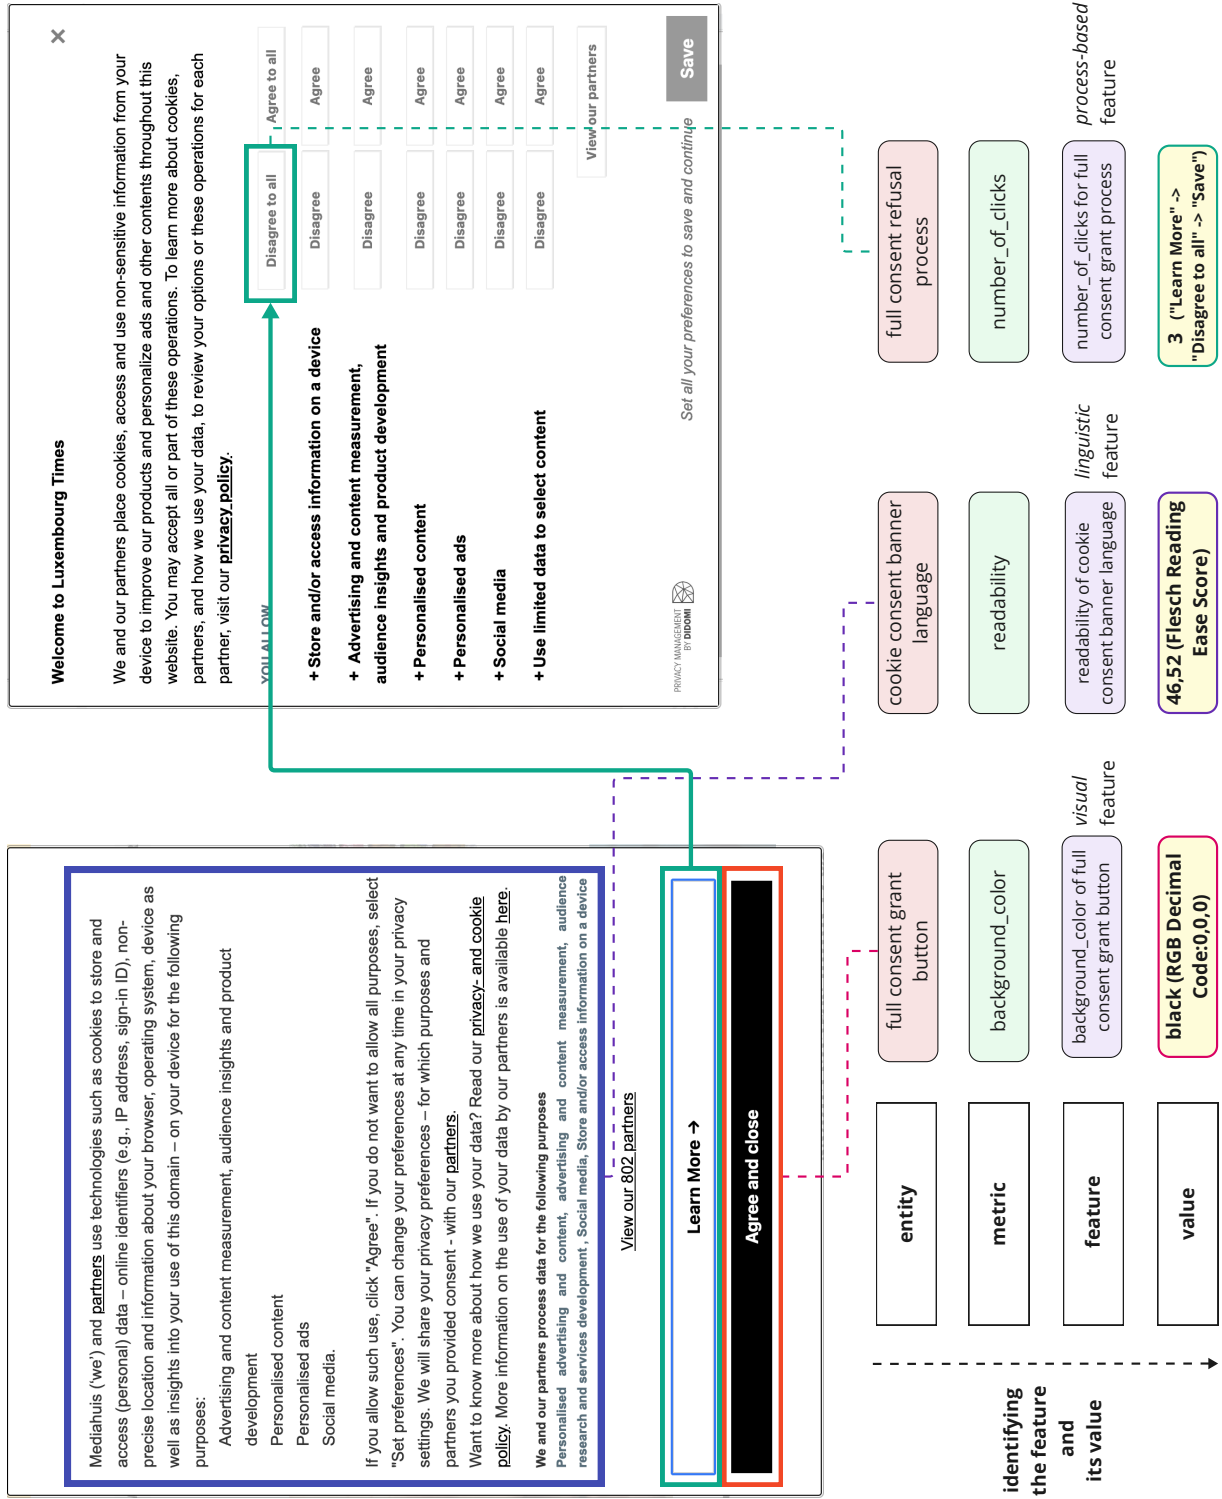 Mediahuis ('we') and partners use technologies such as cookies to store and
access (personal) data – online identifiers (e.g., IP address, sign-in ID), non-
precise location and information about your browser, operating system, device as
well as insights into your use of this domain – on your device for the following
purposes:
Advertising and content measurement, audience insights and product
development
Personalised content
Personalised ads
Social media.
If you allow such use, click "Agree". If you do not want to allow all purposes, select
"Set preferences". You can change your preferences at any time in your privacy
settings. We will share your privacy preferences – for which purposes and
partners you provided consent - with our partners.
Want to know more about how we use your data? Read our privacy- and cookie
policy. More information on the use of your data by our partners is available here.
We and our partners process data for the following purposes
Personalised advertising and content, advertising and content measurement, audience
research and services development , Social media, Store and/or access information on a device
View our 802 partners
Learn More →
Agree and close
Welcome to Luxembourg Times
×
We and our partners place cookies, access and use non-sensitive information from your
device to improve our products and personalize ads and other contents throughout this
website. You may accept all or part of these operations. To learn more about cookies,
partners, and how we use your data, to review your options or these operations for each
partner, visit our privacy policy.
YOU ALLOW
Disagree to all Agree to all
+ Store and/or access information on a device Disagree Agree
+ Advertising and content measurement, Disagree Agree
audience insights and product development
+ Personalised content Disagree Agree
+ Personalised ads Disagree Agree
+ Social media Disagree Agree
+ Use limited data to select content Disagree Agree
View our partners
PRIVACY MANAGEMENT
BY DIDOMI
Set all your preferences to save and continue
Save
identifying
the feature
and
its value
entity
full consent grant
button
cookie consent banner
language
full consent refusal
process
metric
background_color
readability
number_of_clicks
feature
background_color of full
consent grant button
visual
feature
readability of cookie
consent banner language
linguistic
feature
number_of_clicks for full
consent grant process
process-based
feature
value
black (RGB Decimal
Code:0,0,0)
46,52 (Flesch Reading
Ease Score)
3 ("Learn More" ->
"Disagree to all" -> "Save")